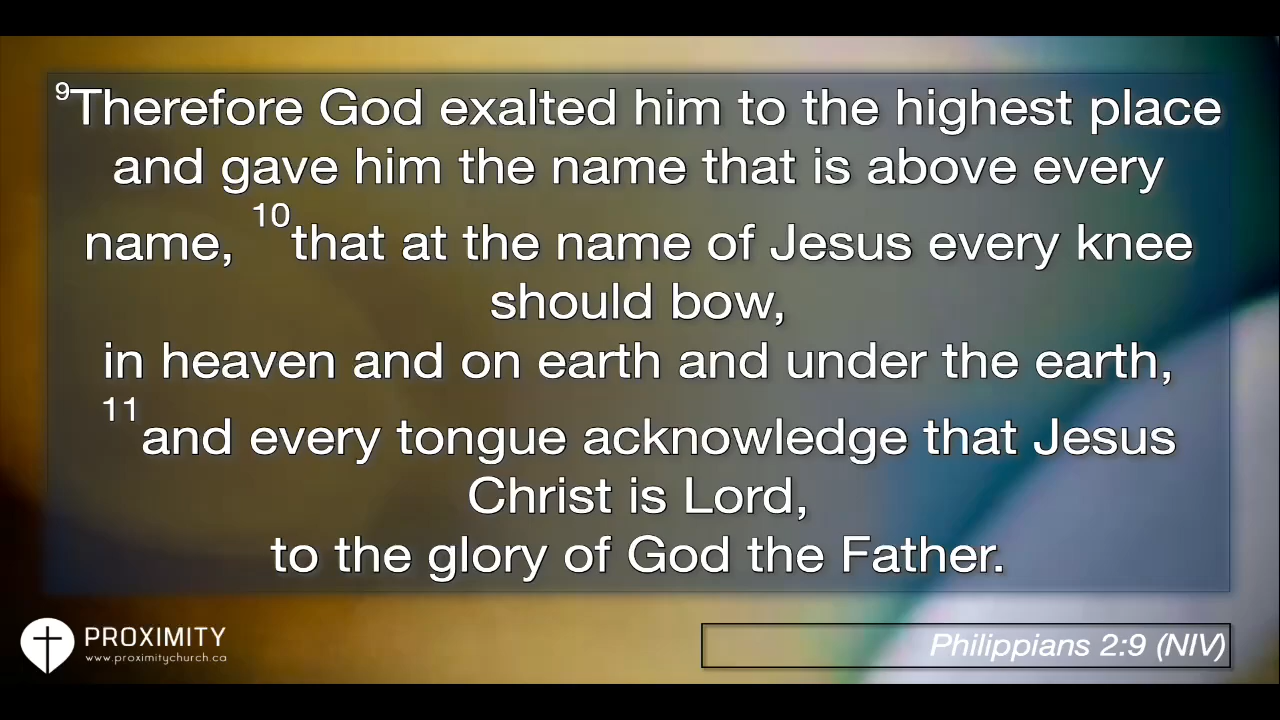 9Therefore God exalted him to the highest place
and gave him the name that is above every
name, 10that at the name of Jesus every knee
should bow,
in heaven and on earth and under the earth,
11and every tongue acknowledge that Jesus
Christ is Lord,
to the glory of God the Father.
PROXIMITY
www.proximitychurch.ca
Philippians 2:9 (NIV)